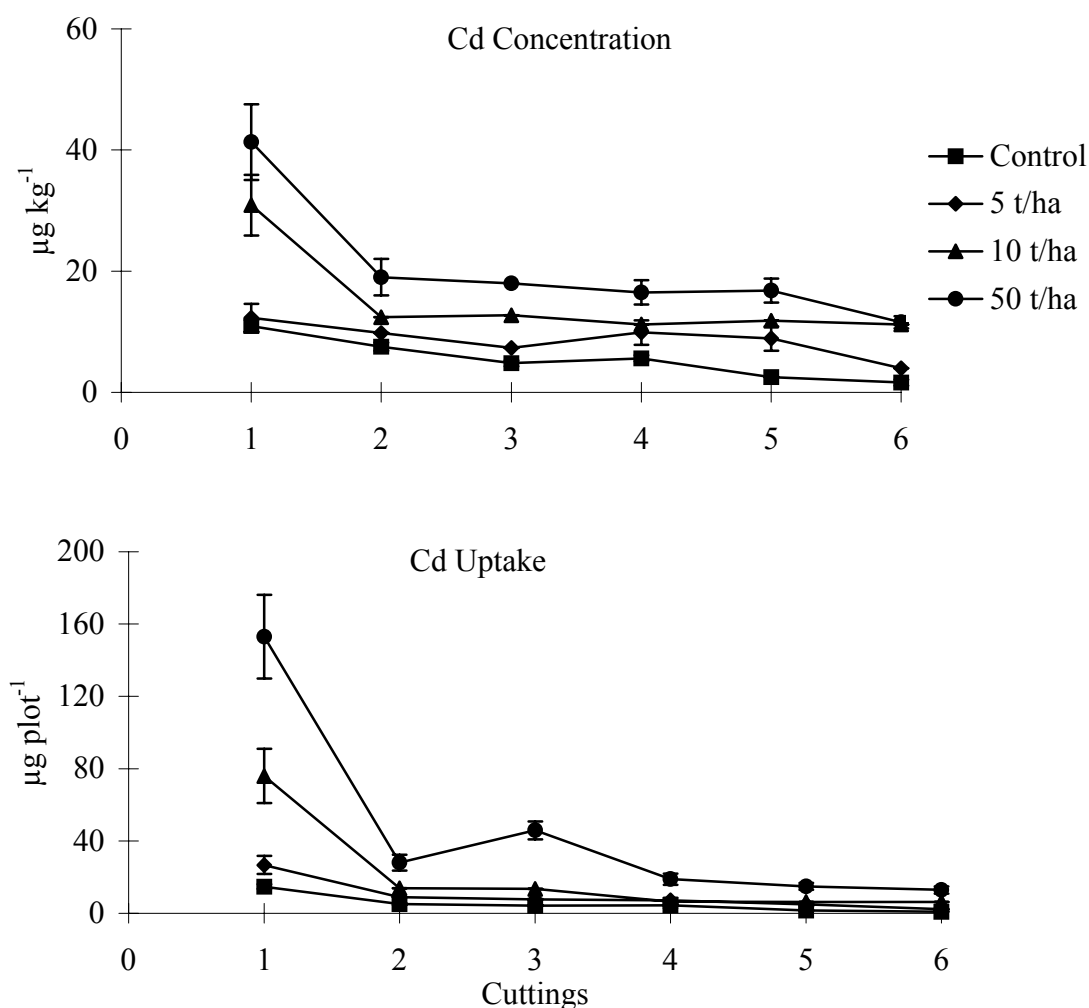 Cd Concentration
60
40
20
0
µg kg⁻¹
0 1 2 3 4 5 6
Control
5 t/ha
10 t/ha
50 t/ha
Cd Uptake
200
160
120
80
40
0
µg plot⁻¹
0 1 2 3 4 5 6
Cuttings